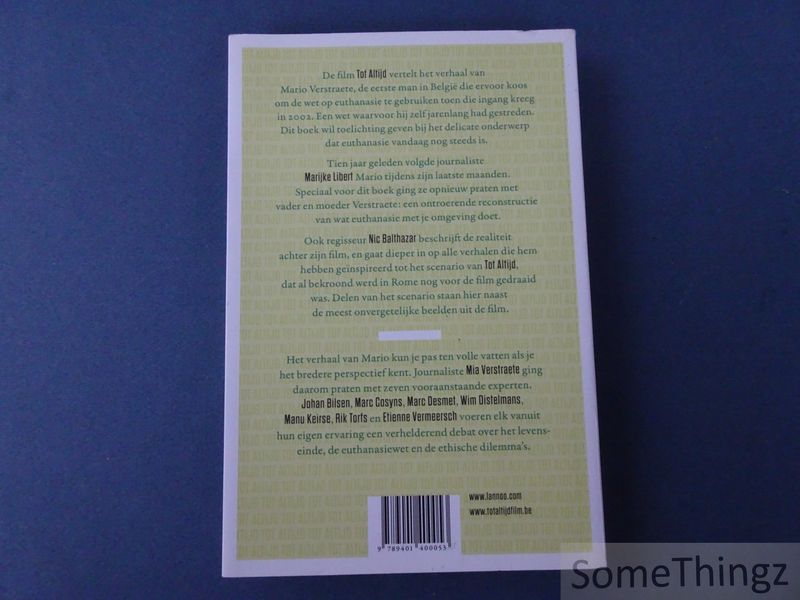 De film Tot Altijd vertelt het verhaal van
Mario Verstraete, de eerste man in België die ervoor koos
om de wet op euthanasie te gebruiken toen die ingang kreeg
in 2002. Een wet waarvoor hij zelf jarenlang had gestreden.
Dit boek wil toelichting geven bij het delicate onderwerp
dat euthanasie vandaag nog steeds is.
Tien jaar geleden volgde journaliste
Marijke Libert Mario tijdens zijn laatste maanden.
Speciaal voor dit boek ging ze opnieuw praten met
vader en moeder Verstraete: een ontroerende reconstructie
van wat euthanasie met je omgeving doet.
Ook regisseur Nic Balthazar beschrijft de realiteit
achter zijn film, en gaat dieper in op alle verhalen die hem
hebben geïnspireerd tot het scenario van Tot Altijd,
dat al bekroond werd in Rome nog voor de film gedraaid
was. Delen van het scenario staan hier naast
de meest onvergetelijke beelden uit de film.
Het verhaal van Mario kun je pas ten volle vatten als je
het bredere perspectief kent. Journaliste Mia Verstraete ging
daarom praten met zeven vooraanstaande experten.
Johan Bilsen, Marc Cosyns, Marc Desmet, Wim Distelmans,
Manu Keirse, Rik Torfs en Etienne Vermeersch voeren elk vanuit
hun eigen ervaring een verhelderend debat over het levens-
einde, de euthanasiewet en de ethische dilemma's.
www.lannoo.com
www.totaltijdfilm.be
9 789401 400053
SomeThingz